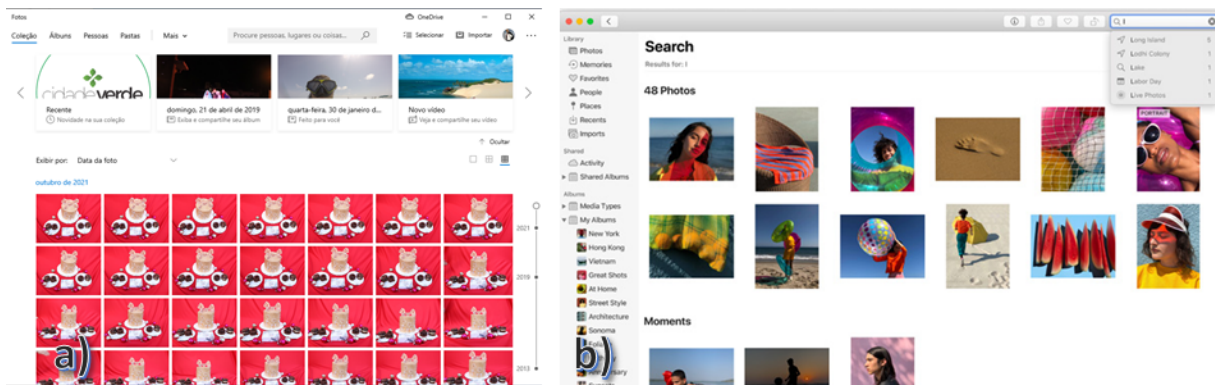 Fotos
OneDrive
Coleção Álbuns Pessoas Pastas Mais
Procure pessoas, lugares ou coisas...
Selecionar Importar
cidadeverde
Recente
Novidade na sua coleção
domingo, 21 de abril de 2019
Exiba e compartilhe seu álbum
quarta-feira, 30 de janeiro d...
Feito para você
Novo vídeo
Veja e compartilhe seu vídeo
Ocultar
Exibir por: Data da foto
outubro de 2021
2021
2019
2013
a)
l
Long Island 5
Lodhi Colony 1
Lake 1
Labor Day 1
Live Photos 1
Library
Photos
Memories
Favorites
People
Places
Recents
Imports
Shared
Activity
Shared Albums
Albums
Media Types
My Albums
New York
Hong Kong
Vietnam
Great Shots
At Home
Street Style
Architecture
Sonoma
Search
Results for: l
48 Photos
PORTRAIT
Moments
b)